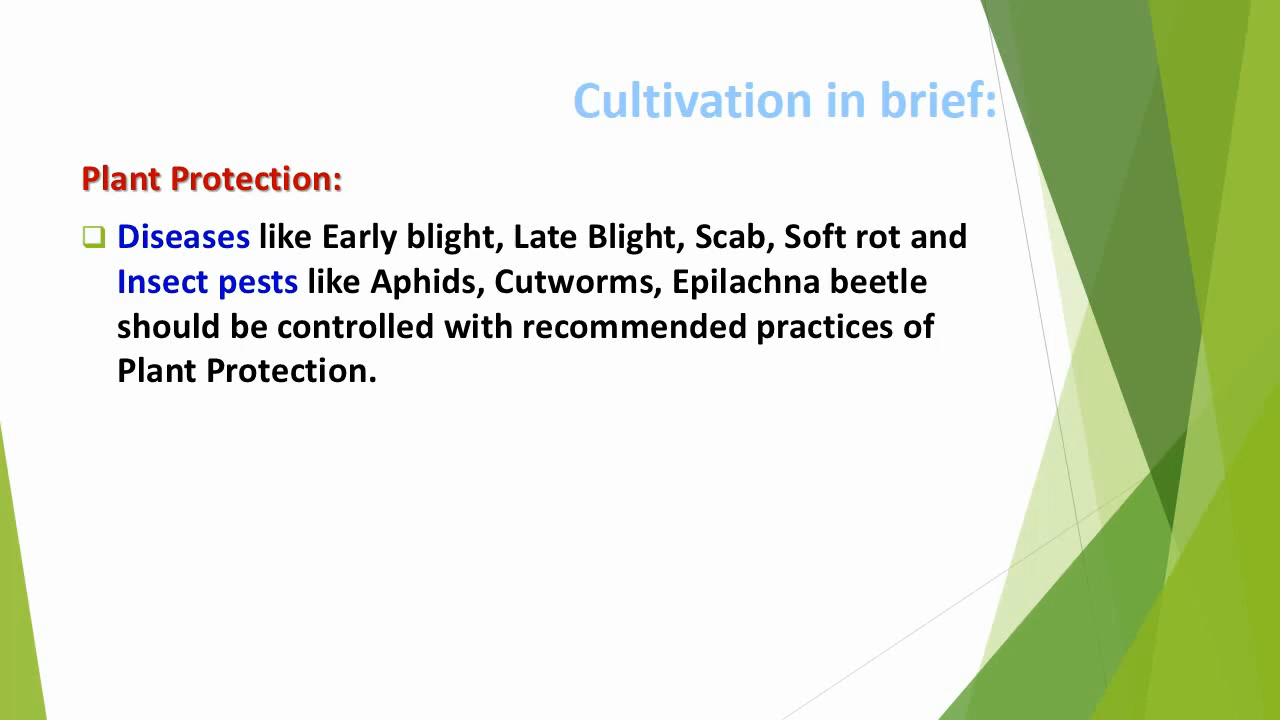 Cultivation in brief:
Plant Protection:
Diseases like Early blight, Late Blight, Scab, Soft rot and
Insect pests like Aphids, Cutworms, Epilachna beetle
should be controlled with recommended practices of
Plant Protection.